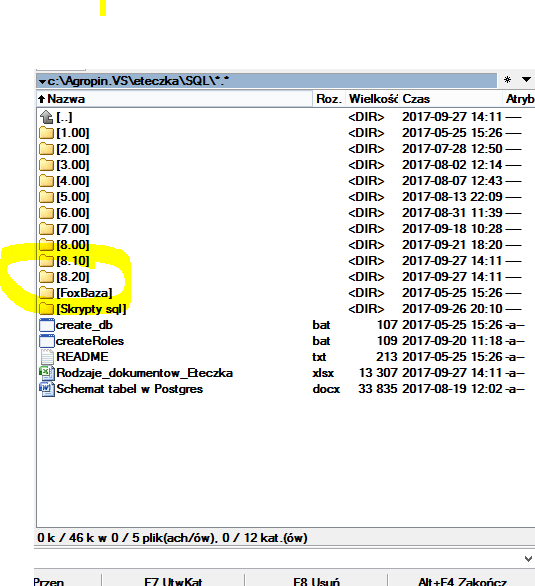 c:\Agropin.VS\eteczka\SQL\*.* * 
Nazwa Roz. Wielkość Czas Atryb
[..] <DIR> 2017-09-27 14:11 ----
[1.00] <DIR> 2017-05-25 15:26 ----
[2.00] <DIR> 2017-07-28 12:50 ----
[3.00] <DIR> 2017-08-02 12:14 ----
[4.00] <DIR> 2017-08-07 12:43 ----
[5.00] <DIR> 2017-08-13 22:09 ----
[6.00] <DIR> 2017-08-31 11:39 ----
[7.00] <DIR> 2017-09-18 10:28 ----
[8.00] <DIR> 2017-09-21 18:20 ----
[8.10] <DIR> 2017-09-27 14:11 ----
[8.20] <DIR> 2017-09-27 14:11 ----
[FoxBaza] <DIR> 2017-05-25 15:26 ----
[Skrypty sql] <DIR> 2017-09-26 20:10 ----
create_db bat 107 2017-05-25 15:26 -a--
createRoles bat 109 2017-09-20 11:18 -a--
README txt 213 2017-05-25 15:26 -a--
Rodzaje_dokumentow_Eteczka xlsx 13 307 2017-09-27 14:11 -a--
Schemat tabel w Postgres docx 33 835 2017-08-19 12:02 -a--
0 k / 46 k w 0 / 5 plik(ach/ów), 0 / 12 kat.(ów)
F7 UtwKat F8 Usuń Alt+F4 Zakończ